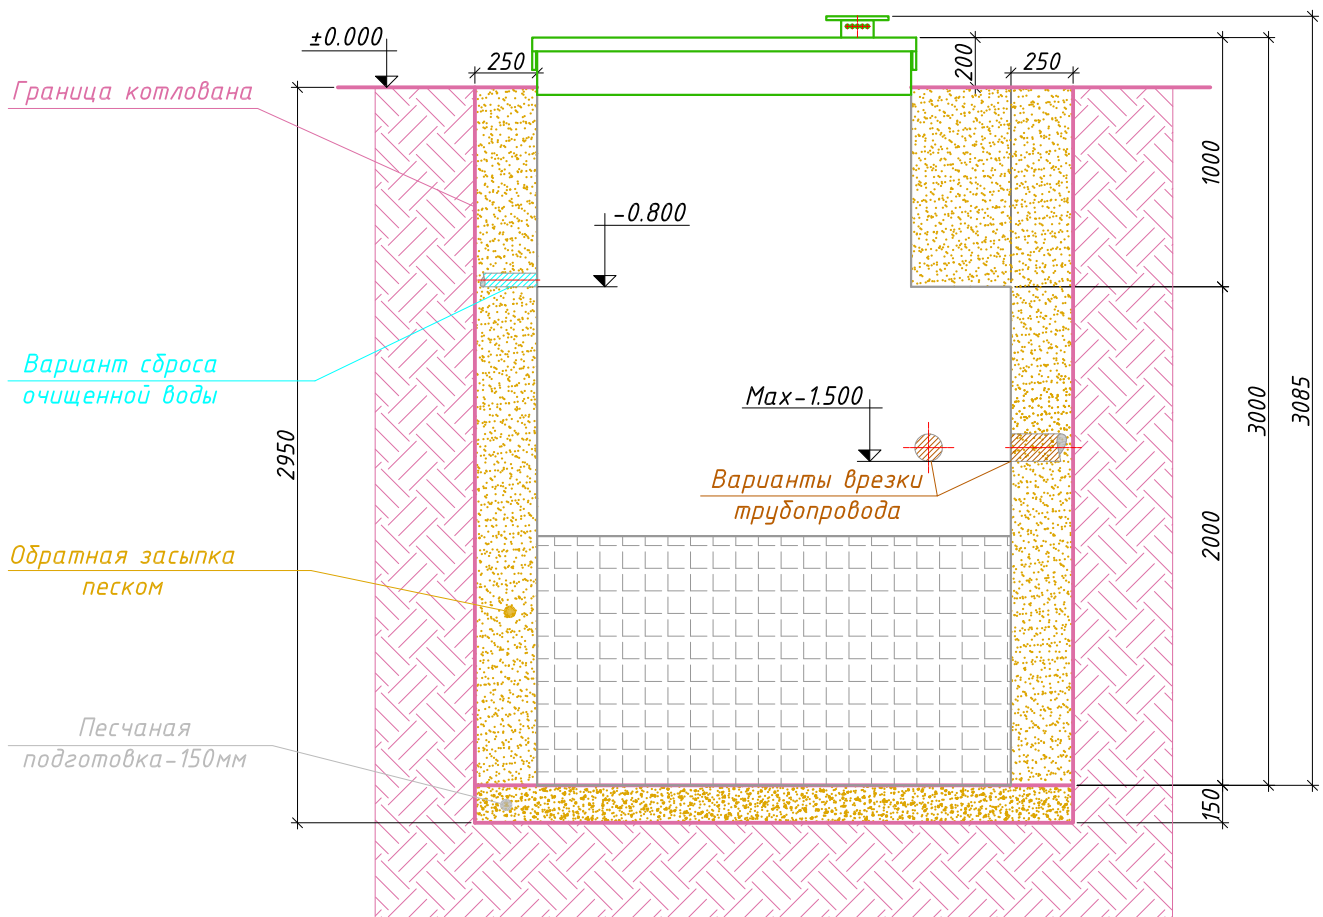 ±0.000
250
200
250
Граница котлована
1000
-0.800
Вариант сброса
очищенной воды
Max-1.500
3000
3085
2950
Варианты врезки
трубопровода
2000
Обратная засыпка
песком
Песчаная
подготовка-150мм
150